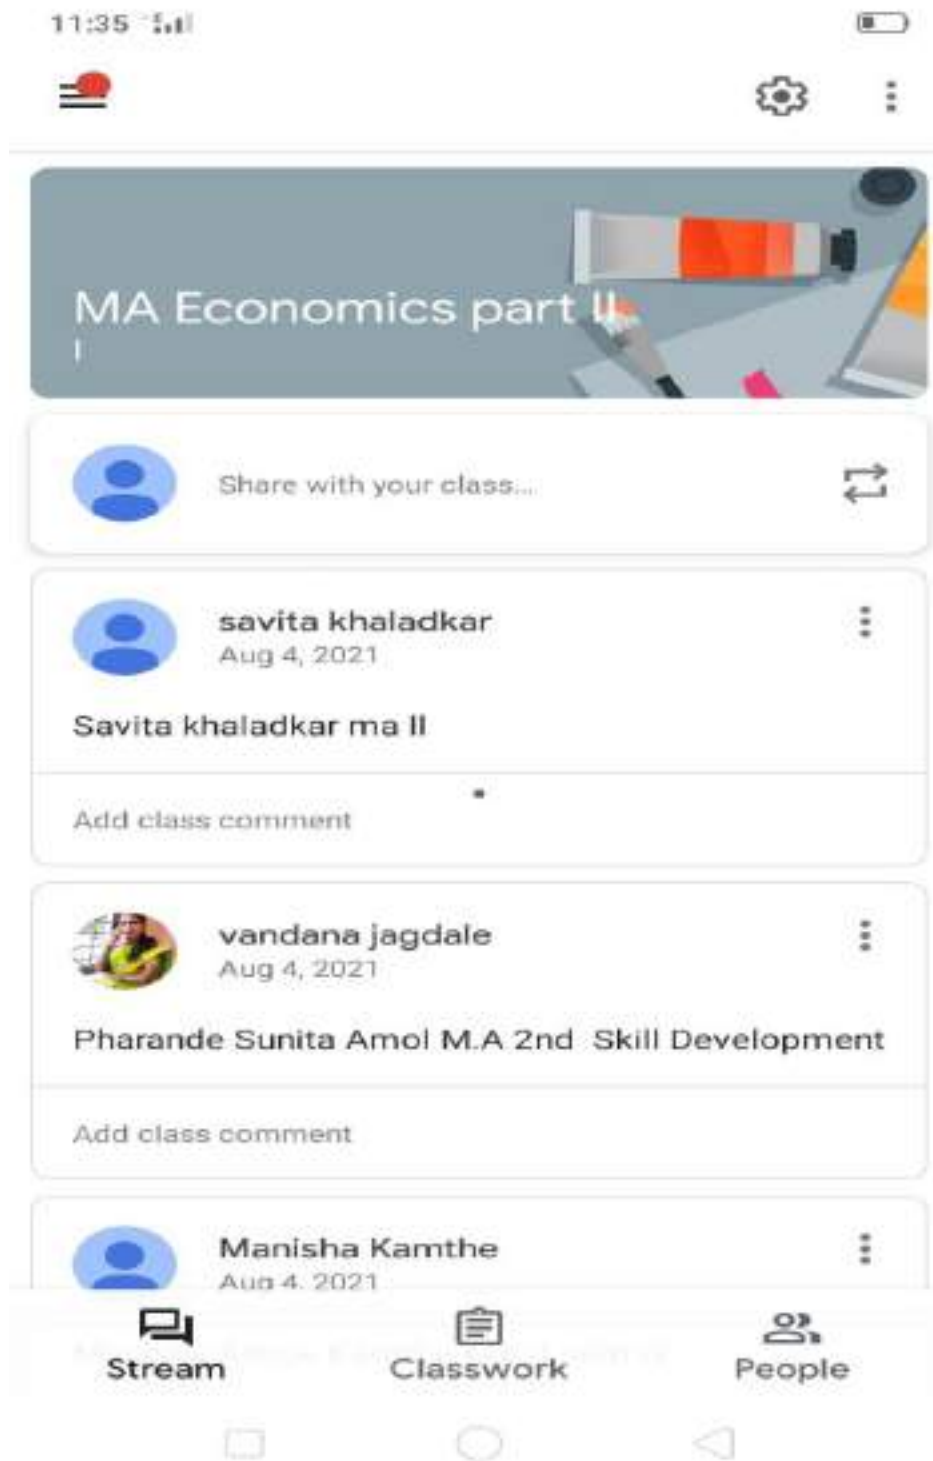 11:35
MA Economics part II
I
Share with your class...
savita khaladkar
Aug 4, 2021
Savita khaladkar ma ll
Add class comment
vandana jagdale
Aug 4, 2021
Pharande Sunita Amol M.A 2nd Skill Development
Add class comment
Manisha Kamthe
Aug 4, 2021
Stream
Classwork
People